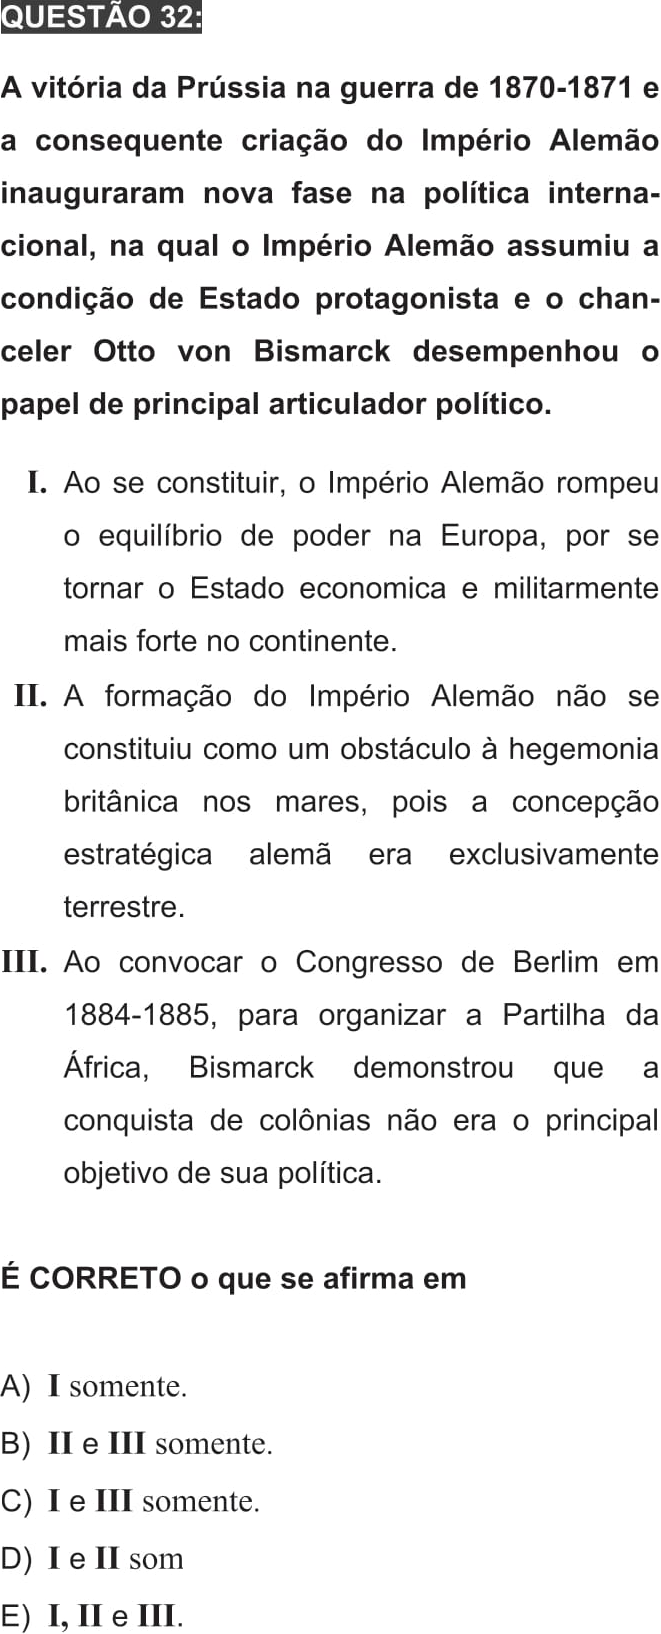 QUESTÃO 32:
A vitória da Prússia na guerra de 1870-1871 e
a consequente criação do Império Alemão
inauguraram nova fase na política interna-
cional, na qual o Império Alemão assumiu a
condição de Estado protagonista e o chan-
celer Otto von Bismarck desempenhou o
papel de principal articulador político.
I. Ao se constituir, o Império Alemão rompeu
o equilíbrio de poder na Europa, por se
tornar o Estado economica e militarmente
mais forte no continente.
II. A formação do Império Alemão não se
constituiu como um obstáculo à hegemonia
britânica nos mares, pois a concepção
estratégica alemã era exclusivamente
terrestre.
III. Ao convocar o Congresso de Berlim em
1884-1885, para organizar a Partilha da
África, Bismarck demonstrou que a
conquista de colônias não era o principal
objetivo de sua política.
É CORRETO o que se afirma em
A) I somente.
B) II e III somente.
C) I e III somente.
D) I e II som
E) I, II e III.